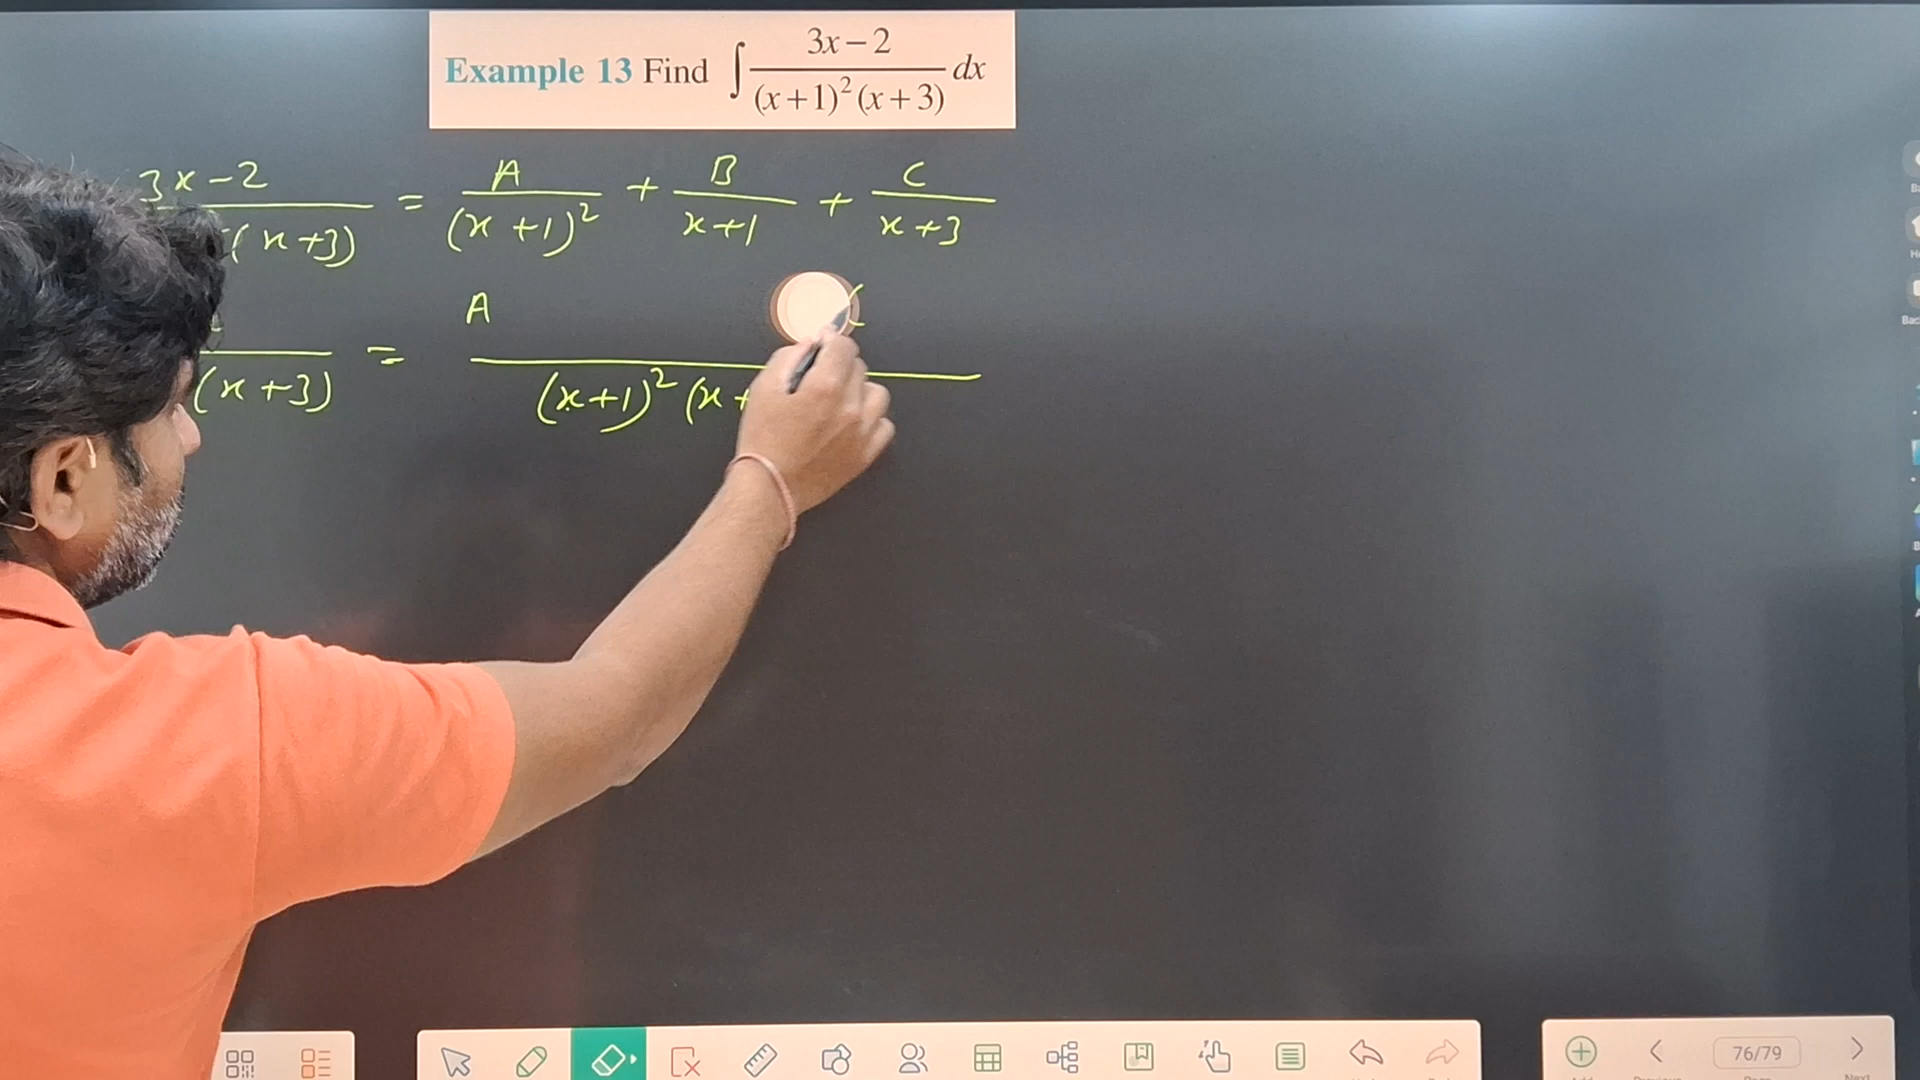 Example 13 Find ∫ 3x−2 / (x+1)² (x+3) dx
3x−2 / (x+3) = A / (x+1)² + B / x+1 + C / x+3
(x+3) = A C / (x+1)² (x+
76/79